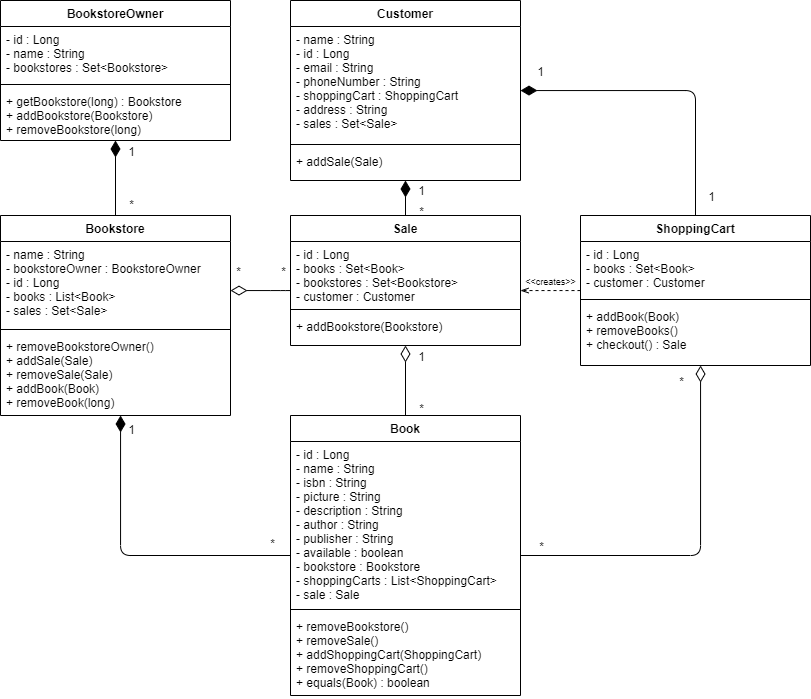 BookstoreOwner
- id : Long
- name : String
- bookstores : Set<Bookstore>
+ getBookstore(long) : Bookstore
+ addBookstore(Bookstore)
+ removeBookstore(long)
Customer
- name : String
- id : Long
- email : String
- phoneNumber : String
- shoppingCart : ShoppingCart
- address : String
- sales : Set<Sale>
+ addSale(Sale)
1
1
1
*
1
*
Bookstore
- name : String
- bookstoreOwner : BookstoreOwner
- id : Long
- books : List<Book>
- sales : Set<Sale>
+ removeBookstoreOwner()
+ addSale(Sale)
+ removeSale(Sale)
+ addBook(Book)
+ removeBook(long)
*
*
Sale
- id : Long
- books : Set<Book>
- bookstores : Set<Bookstore>
- customer : Customer
+ addBookstore(Bookstore)
<<creates>>
ShoppingCart
- id : Long
- books : Set<Book>
- customer : Customer
+ addBook(Book)
+ removeBooks()
+ checkout() : Sale
1
*
*
*
1
*
Book
- id : Long
- name : String
- isbn : String
- picture : String
- description : String
- author : String
- publisher : String
- available : boolean
- bookstore : Bookstore
- shoppingCarts : List<ShoppingCart>
- sale : Sale
+ removeBookstore()
+ removeSale()
+ addShoppingCart(ShoppingCart)
+ removeShoppingCart()
+ equals(Book) : boolean